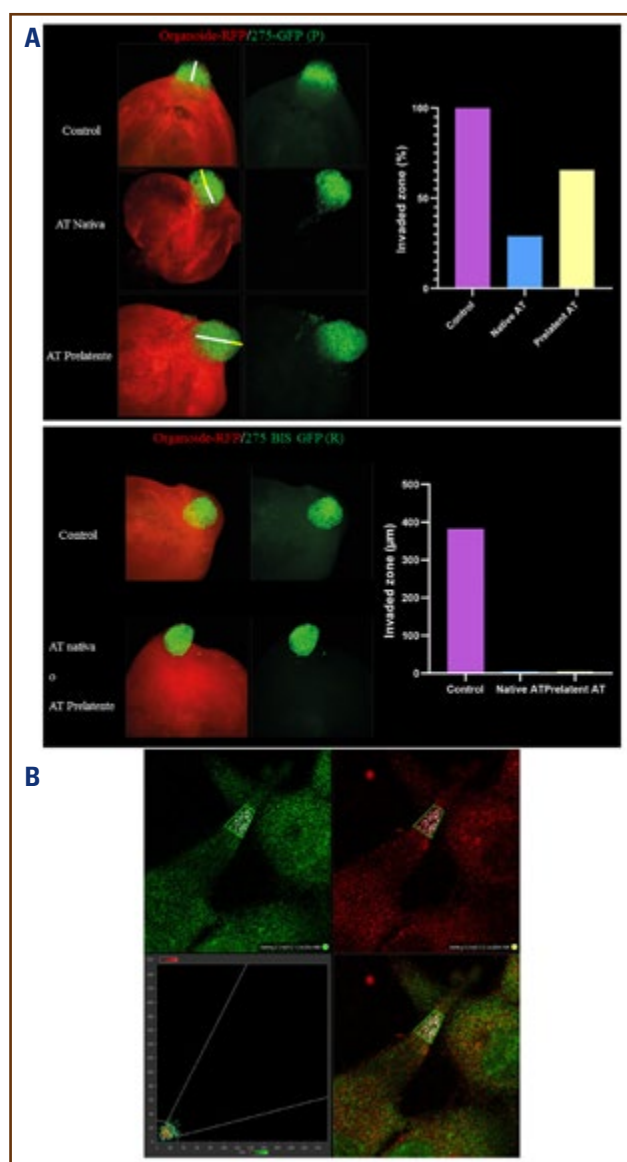 A
Organoide-RFP/275-GFP (P)
Control
AT Nativa
AT Prelatente
Invaded zone (%)
100
50
0
Control
Native AT
Prelatent AT
Organoide-RFP/275 BIS GFP (R)
Control
AT nativa
o
AT Prelatente
Invaded zone (µm)
500
400
300
200
100
0
Control
Native AT
Prelatent AT
B